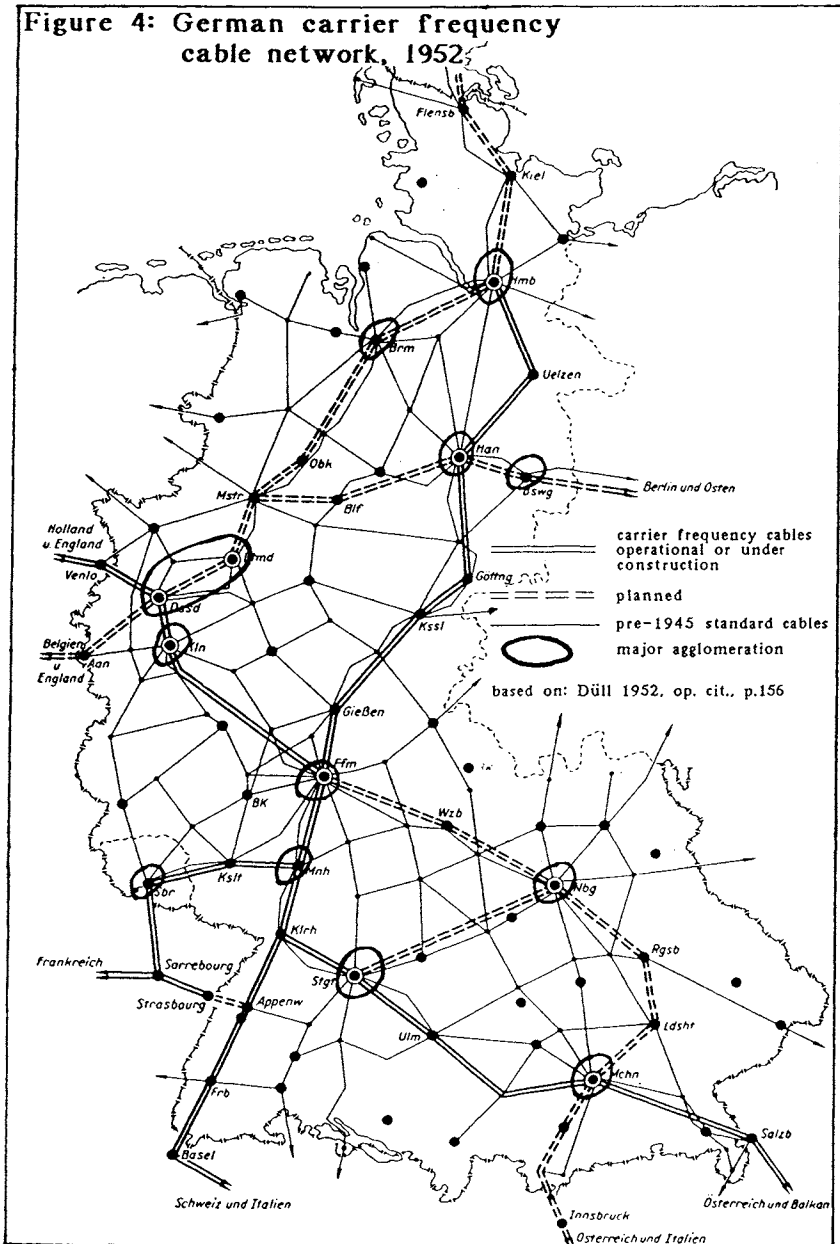 Figure 4: German carrier frequency
cable network, 1952
Flensb
Kiel
Hmb
Brm
Uelzen
Han
Obk
Mstr
Blf
Bswg
Berlin und Osten
Holland
u. England
Venlo
Dtmd
Dssd
carrier frequency cables
operational or under
construction
Göttng
planned
Kssl
pre-1945 standard cables
Kln
Belgien
u
England
Aan
major agglomeration
based on: Düll 1952, op. cit., p.156
Gießen
Ffm
BK
Wzb
Kslt
Mnh
Sbr
Nbg
Klrh
Rgsb
Frankreich
Sarrebourg
Stgt
Strasbourg
Appenw
Ulm
Ldsht
Mchn
Frb
Salzb
Basel
Schweiz und Italien
Österreich und Balkan
Innsbruck
Österreich und Italien